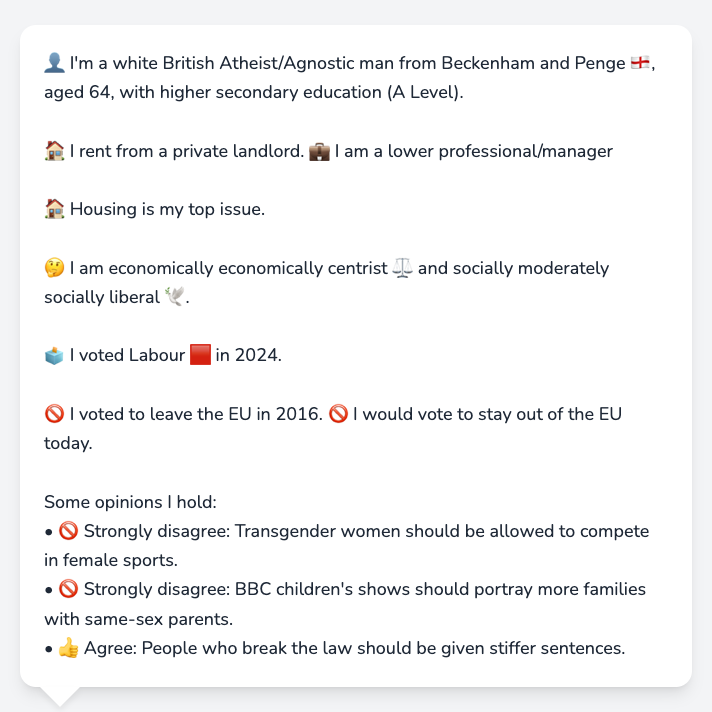 👤 I'm a white British Atheist/Agnostic man from Beckenham and Penge 🏴󠁧󠁢󠁥󠁮󠁧󠁿,
aged 64, with higher secondary education (A Level).
🏠 I rent from a private landlord. 💼 I am a lower professional/manager
🏠 Housing is my top issue.
🤔 I am economically economically centrist ⚖️ and socially moderately
socially liberal 🕊️.
🗳️ I voted Labour 🟥 in 2024.
🚫 I voted to leave the EU in 2016. 🚫 I would vote to stay out of the EU
today.
Some opinions I hold:
• 🚫 Strongly disagree: Transgender women should be allowed to compete
in female sports.
• 🚫 Strongly disagree: BBC children's shows should portray more families
with same-sex parents.
• 👍 Agree: People who break the law should be given stiffer sentences.